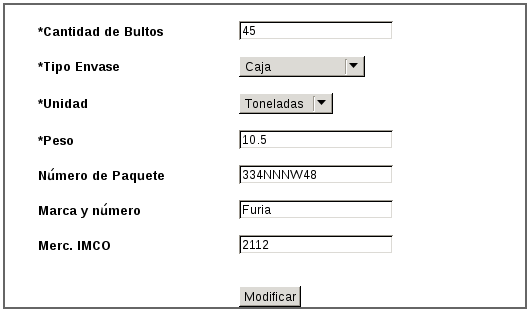 *Cantidad de Bultos 45
*Tipo Envase Caja
*Unidad Toneladas
*Peso 10.5
Número de Paquete 334NNNW48
Marca y número Furia
Merc. IMCO 2112
Modificar